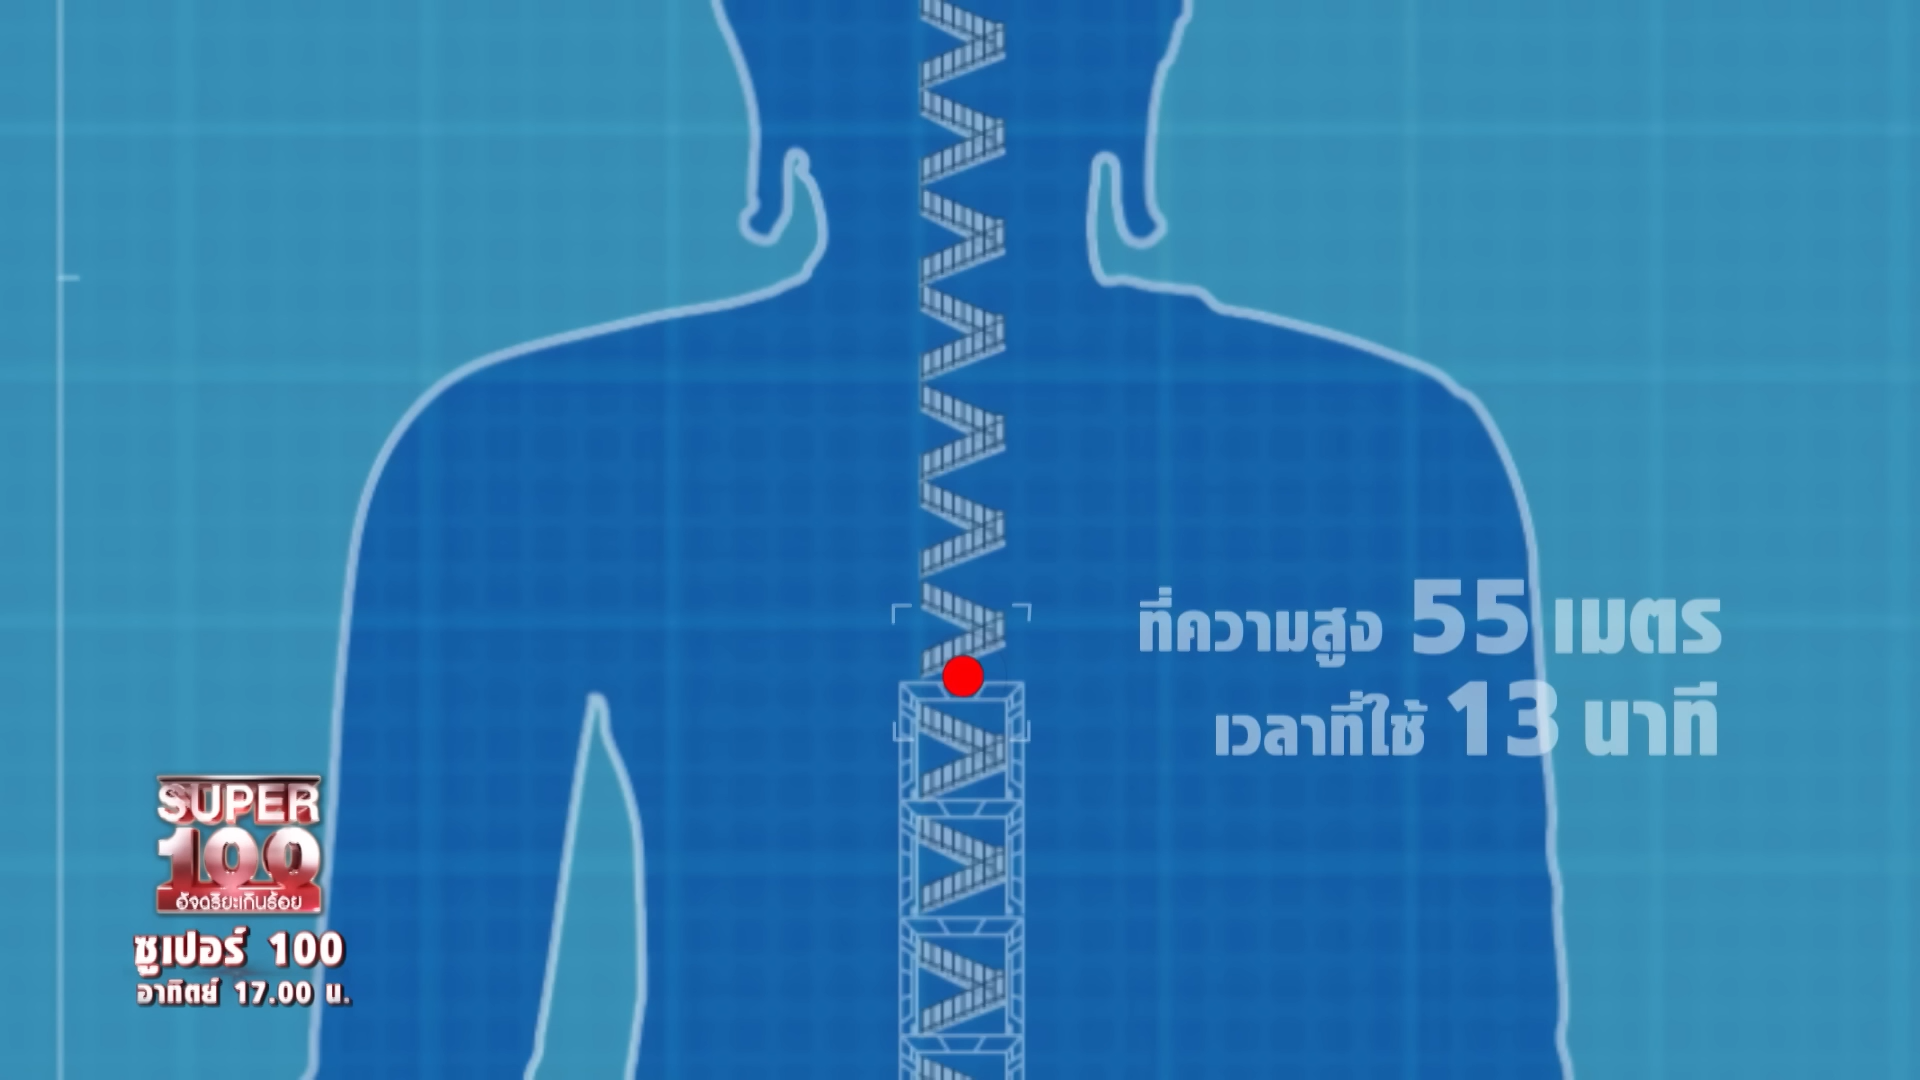 ที่ความสูง 55 เมตร
เวลาที่ใช้ 13 นาที
SUPER
100
อัจฉริยะเกินร้อย
ซูเปอร์ 100
อาทิตย์ 17.00 น.